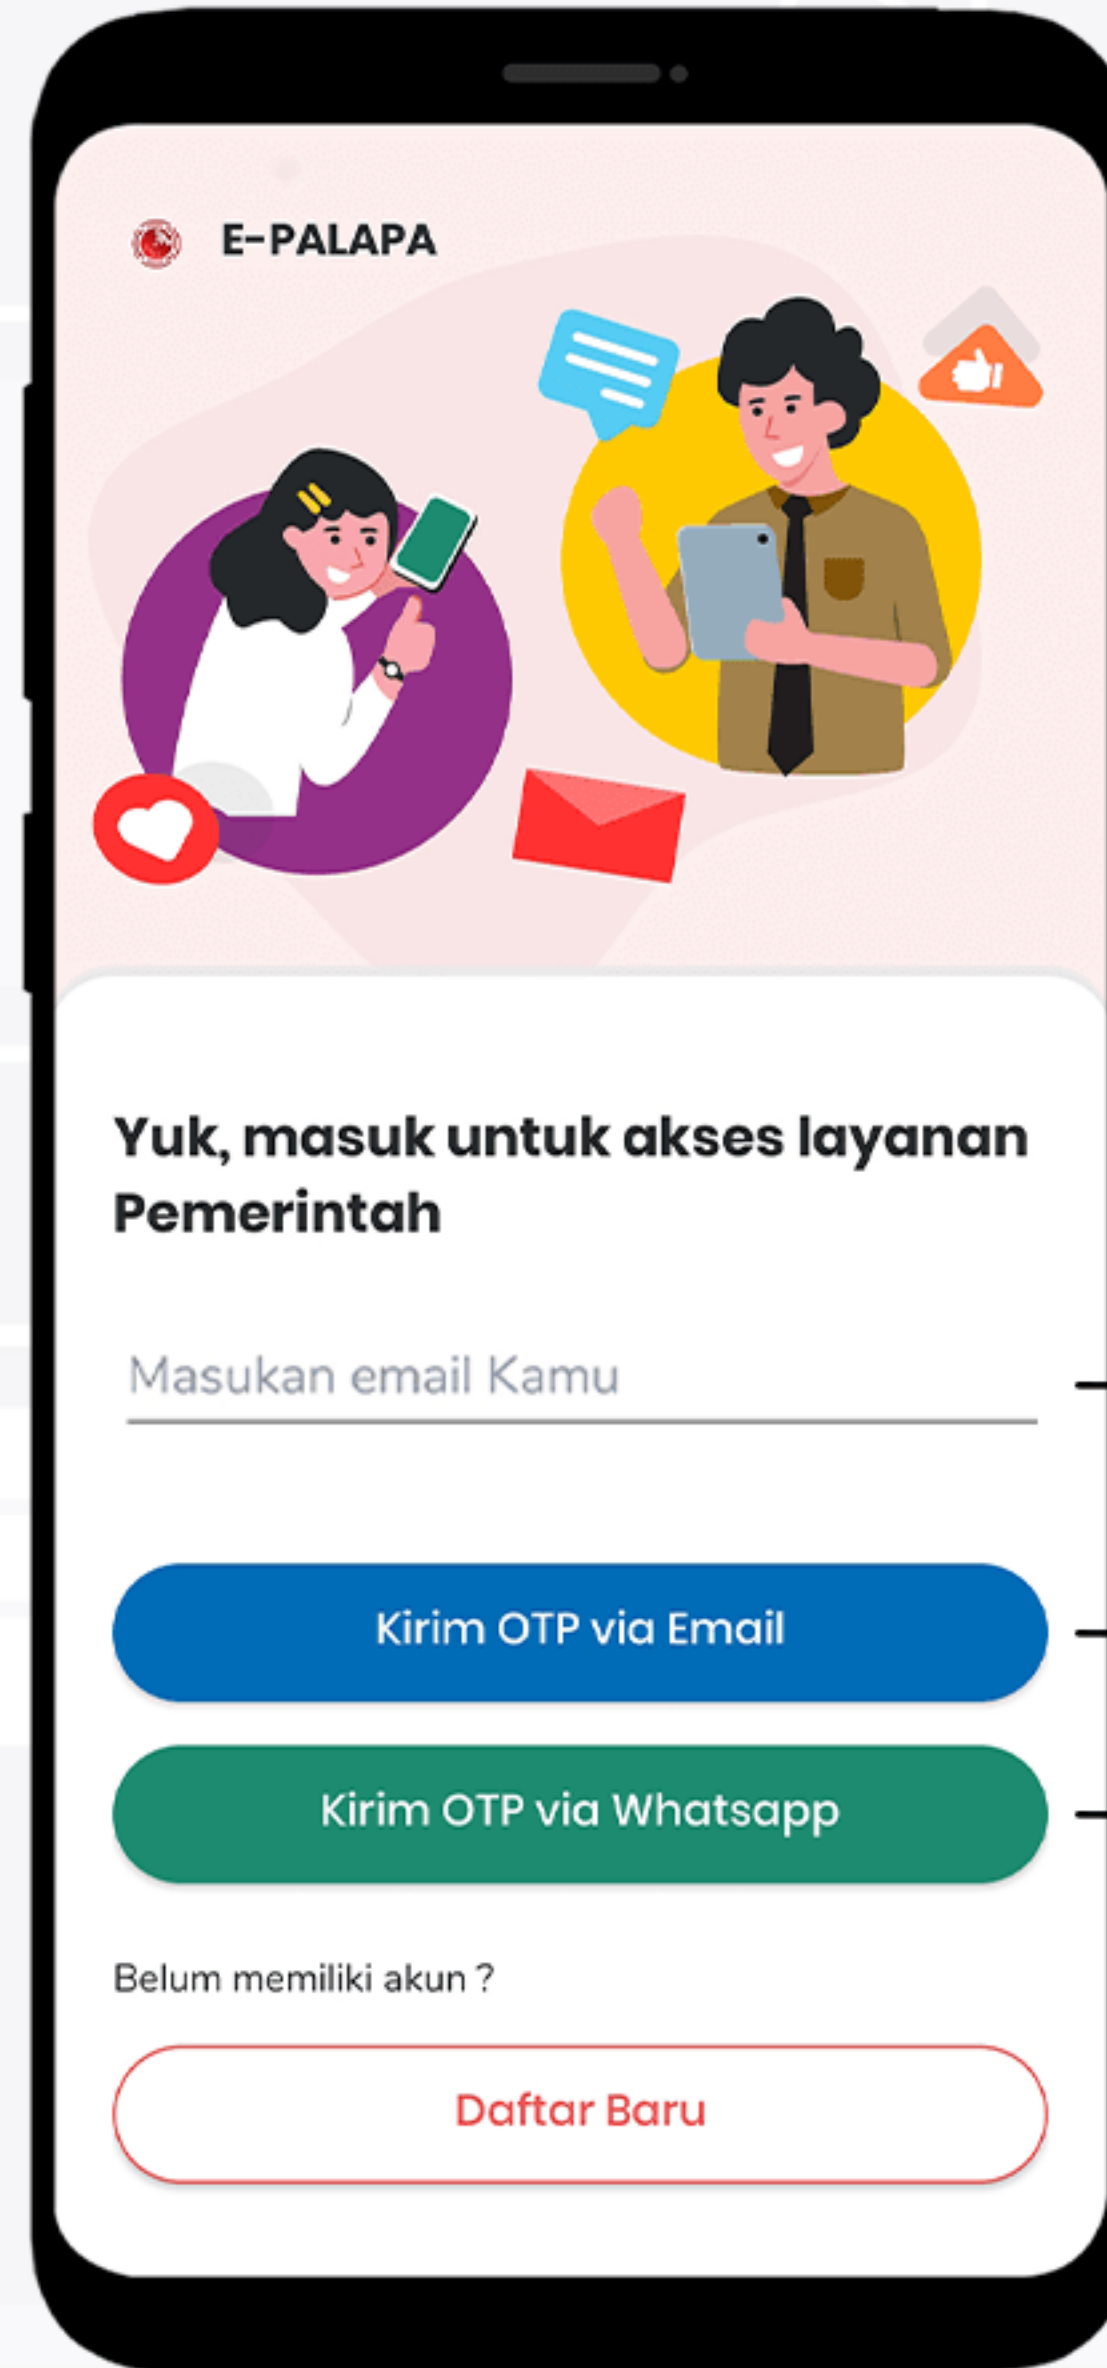 E-PALAPA
Yuk, masuk untuk akses layanan
Pemerintah
Masukan email Kamu
Kirim OTP via Email
Kirim OTP via Whatsapp
Belum memiliki akun ?
Daftar Baru